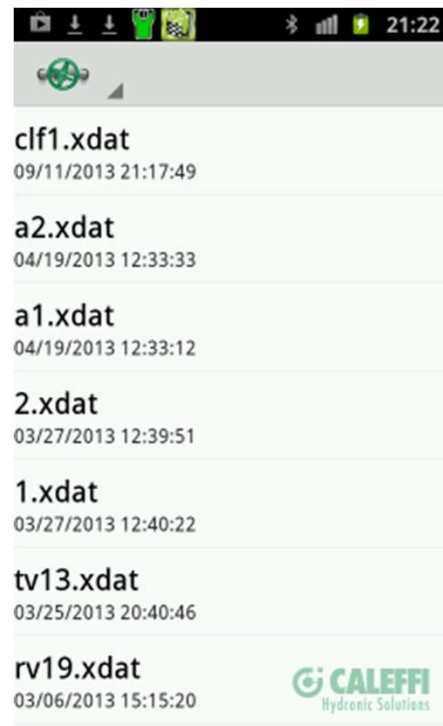 21:22
clf1.xdat
09/11/2013 21:17:49
a2.xdat
04/19/2013 12:33:33
a1.xdat
04/19/2013 12:33:12
2.xdat
03/27/2013 12:39:51
1.xdat
03/27/2013 12:40:22
tv13.xdat
03/25/2013 20:40:46
rv19.xdat
03/06/2013 15:15:20
CALEFFI
Hydronic Solutions